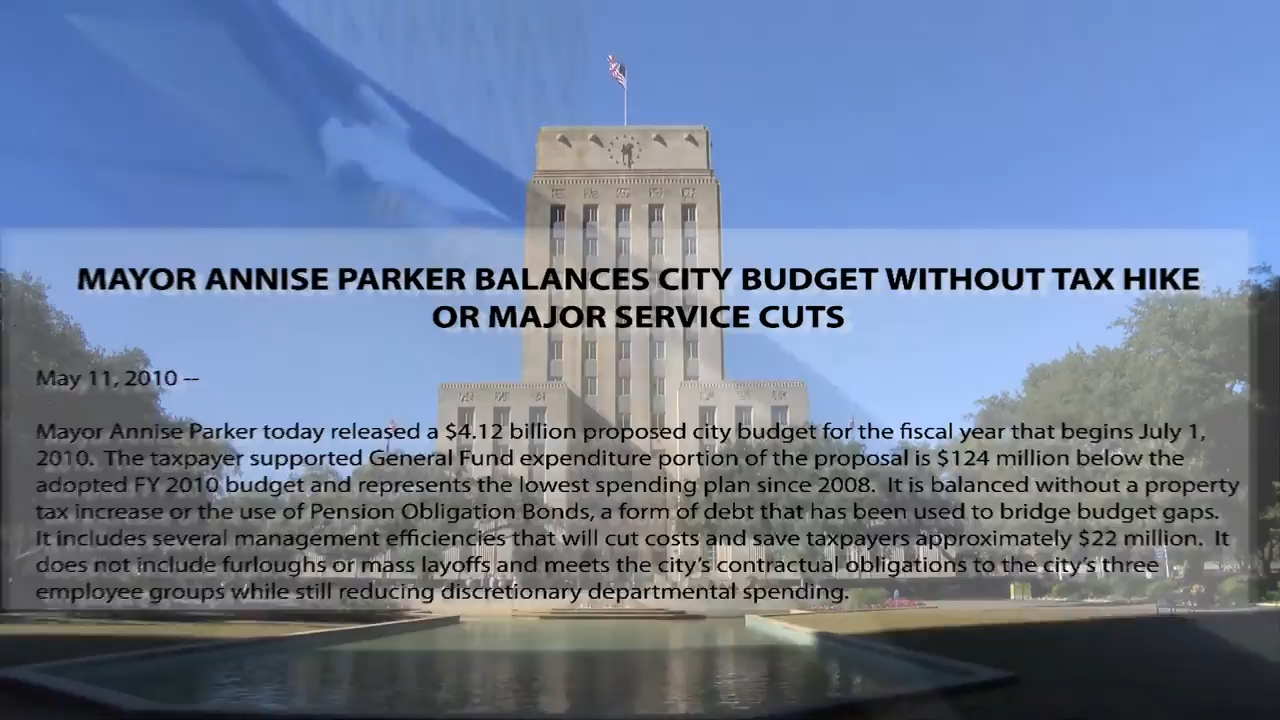 MAYOR ANNISE PARKER BALANCES CITY BUDGET WITHOUT TAX HIKE
OR MAJOR SERVICE CUTS
May 11, 2010 --
Mayor Annise Parker today released a $4.12 billion proposed city budget for the fiscal year that begins July 1,
2010.  The taxpayer supported General Fund expenditure portion of the proposal is $124 million below the
adopted FY 2010 budget and represents the lowest spending plan since 2008.  It is balanced without a property
tax increase or the use of Pension Obligation Bonds, a form of debt that has been used to bridge budget gaps.
It includes several management efficiencies that will cut costs and save taxpayers approximately $22 million.  It
does not include furloughs or mass layoffs and meets the city’s contractual obligations to the city’s three
employee groups while still reducing discretionary departmental spending.